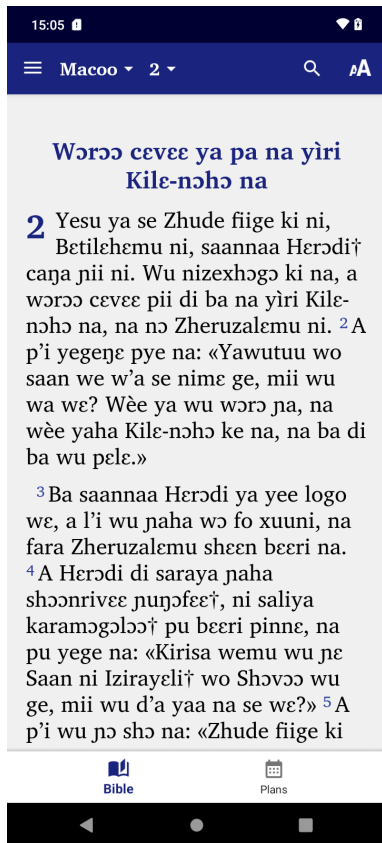 15:05
Macoo 2
Wɔrɔɔ cɛvɛɛ ya pa na yìri
Kilɛ-nɔhɔ na
2 Yesu ya se Zhude fiige ki ni,
Bɛtilɛhɛmu ni, saannaa Hɛrɔdi†
caŋa ɲii ni. Wu nizexhɔgɔ ki na, a
wɔrɔɔ cɛvɛɛ pii di ba na yìri Kilɛ-
nɔhɔ na, na nɔ Zheruzalɛmu ni. 2 A
p'i yegeŋɛ pye na: «Yawutuu wo
saan we w'a se nimɛ ge, mii wu
wa wɛ? Wèe ya wu wɔrɔ ɲa, na
wèe yaha Kilɛ-nɔhɔ ke na, na ba di
ba wu pɛlɛ.»
3 Ba saannaa Hɛrɔdi ya yee logo
wɛ, a l'i wu ɲaha wɔ fo xuuni, na
fara Zheruzalɛmu shɛɛn bɛɛri na.
4 A Hɛrɔdi di saraya ɲaha
shɔɔnrivɛɛ ɲuŋɔfɛɛ†, ni saliya
karamɔgɔlɔɔ† pu bɛɛri pinnɛ, na
pu yege na: «Kirisa wemu wu ɲɛ
Saan ni Izirayɛli† wo Shɔvɔɔ wu
ge, mii wu d'a yaa na se wɛ?» 5 A
p'i wu ɲɔ shɔ na: «Zhude fiige ki
Bible Plans